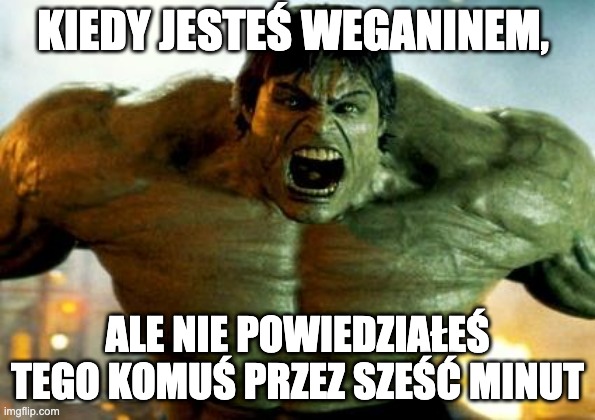 KIEDY JESTEŚ WEGANINEM,
ALE NIE POWIEDZIAŁEŚ
TEGO KOMUŚ PRZEZ SZEŚĆ MINUT
imgflip.com